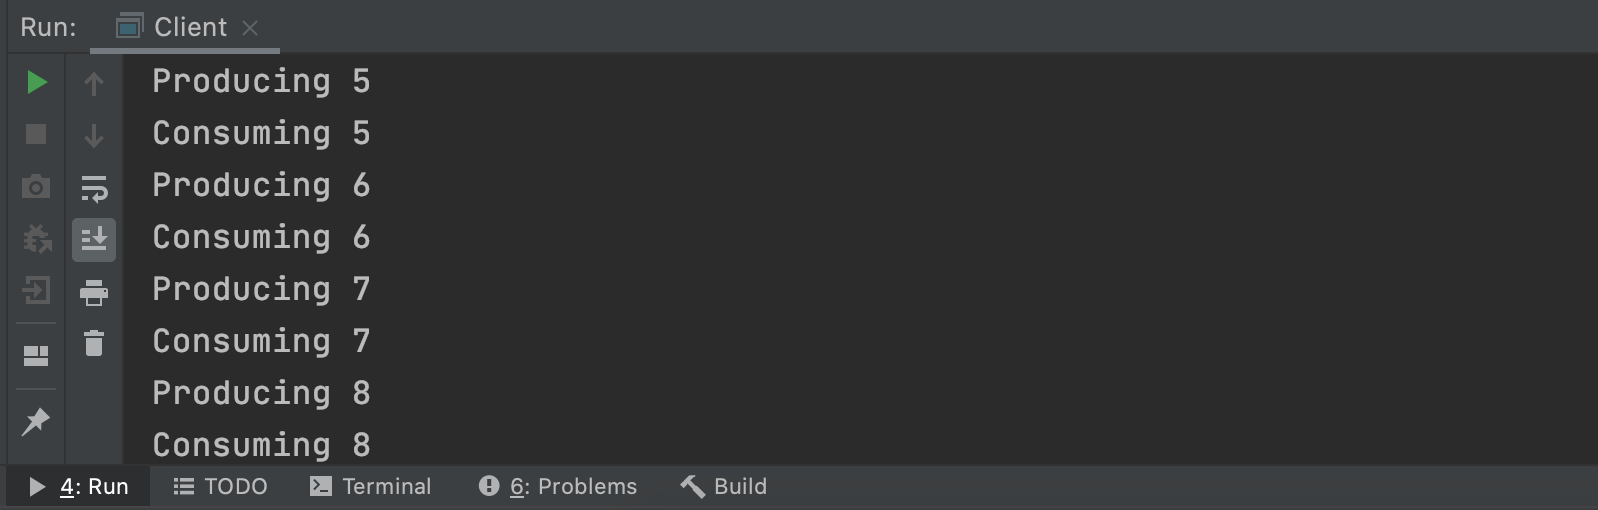 Run: Client
Producing 5
Consuming 5
Producing 6
Consuming 6
Producing 7
Consuming 7
Producing 8
Consuming 8
4: Run TODO Terminal 6: Problems Build